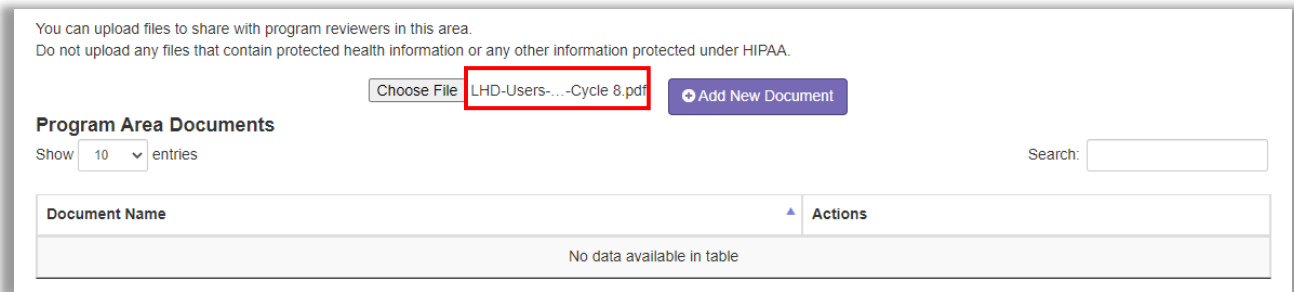 You can upload files to share with program reviewers in this area.
Do not upload any files that contain protected health information or any other information protected under HIPAA.
Choose File LHD-Users-...-Cycle 8.pdf Add New Document
Program Area Documents
Show 10 entries Search:
Document Name Actions
No data available in table